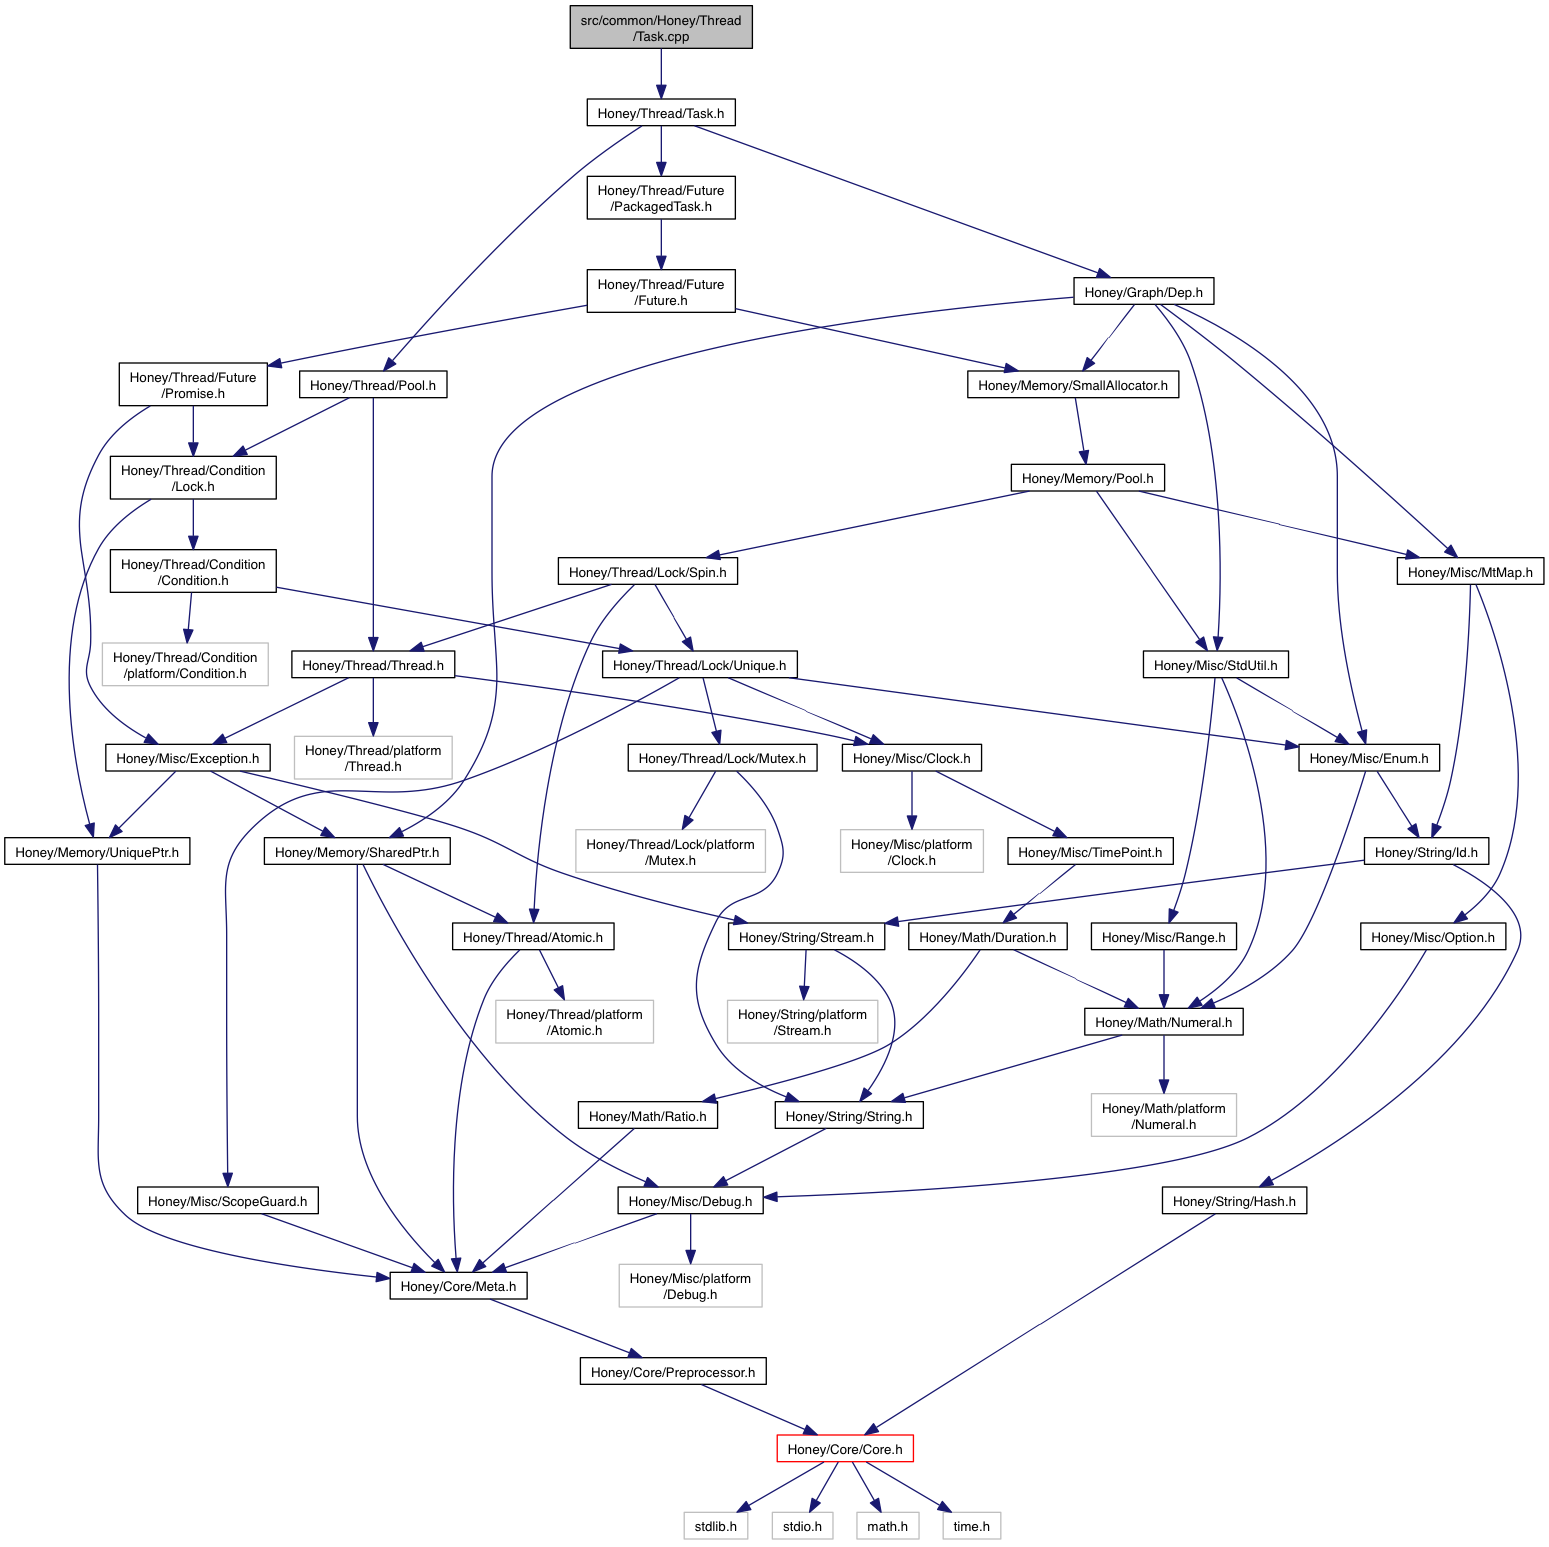 src/common/Honey/Thread
/Task.cpp
Honey/Thread/Task.h
Honey/Thread/Future
/PackagedTask.h
Honey/Thread/Future
/Future.h
Honey/Graph/Dep.h
Honey/Thread/Future
/Promise.h
Honey/Thread/Pool.h
Honey/Memory/SmallAllocator.h
Honey/Thread/Condition
/Lock.h
Honey/Memory/Pool.h
Honey/Thread/Condition
/Condition.h
Honey/Thread/Lock/Spin.h
Honey/Misc/MtMap.h
Honey/Thread/Condition
/platform/Condition.h
Honey/Thread/Thread.h
Honey/Thread/Lock/Unique.h
Honey/Misc/StdUtil.h
Honey/Misc/Exception.h
Honey/Thread/platform
/Thread.h
Honey/Thread/Lock/Mutex.h
Honey/Misc/Clock.h
Honey/Misc/Enum.h
Honey/Memory/UniquePtr.h
Honey/Memory/SharedPtr.h
Honey/Thread/Lock/platform
/Mutex.h
Honey/Misc/platform
/Clock.h
Honey/Misc/TimePoint.h
Honey/String/Id.h
Honey/Thread/Atomic.h
Honey/String/Stream.h
Honey/Math/Duration.h
Honey/Misc/Range.h
Honey/Misc/Option.h
Honey/Thread/platform
/Atomic.h
Honey/String/platform
/Stream.h
Honey/Math/Numeral.h
Honey/Math/Ratio.h
Honey/String/String.h
Honey/Math/platform
/Numeral.h
Honey/Misc/ScopeGuard.h
Honey/Misc/Debug.h
Honey/String/Hash.h
Honey/Core/Meta.h
Honey/Misc/platform
/Debug.h
Honey/Core/Preprocessor.h
Honey/Core/Core.h
stdlib.h
stdio.h
math.h
time.h